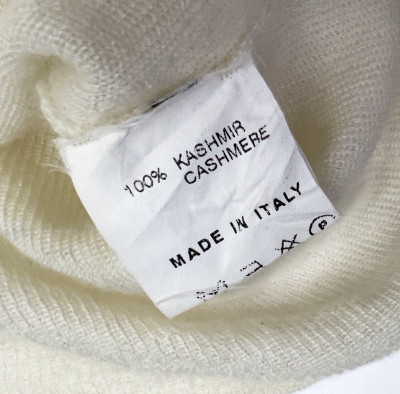 100% KASHMIR
CASHMERE
MADE IN ITALY
P